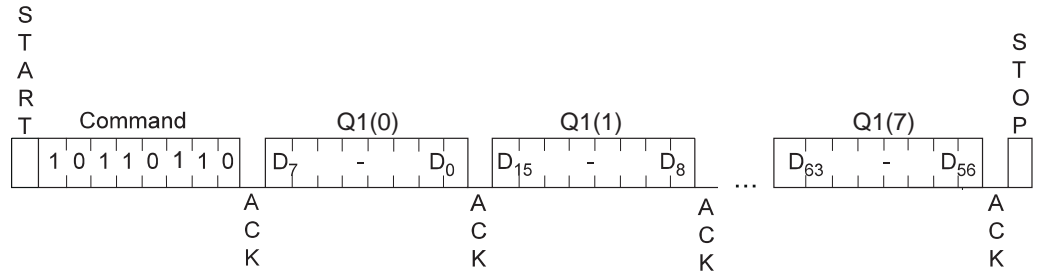 START
Command
Q1(0)
Q1(1)
Q1(7)
STOP
1 0 1 1 0 1 1 0
D7 - D0
D15 - D8
...
D63 - D56
ACK
ACK
ACK
ACK